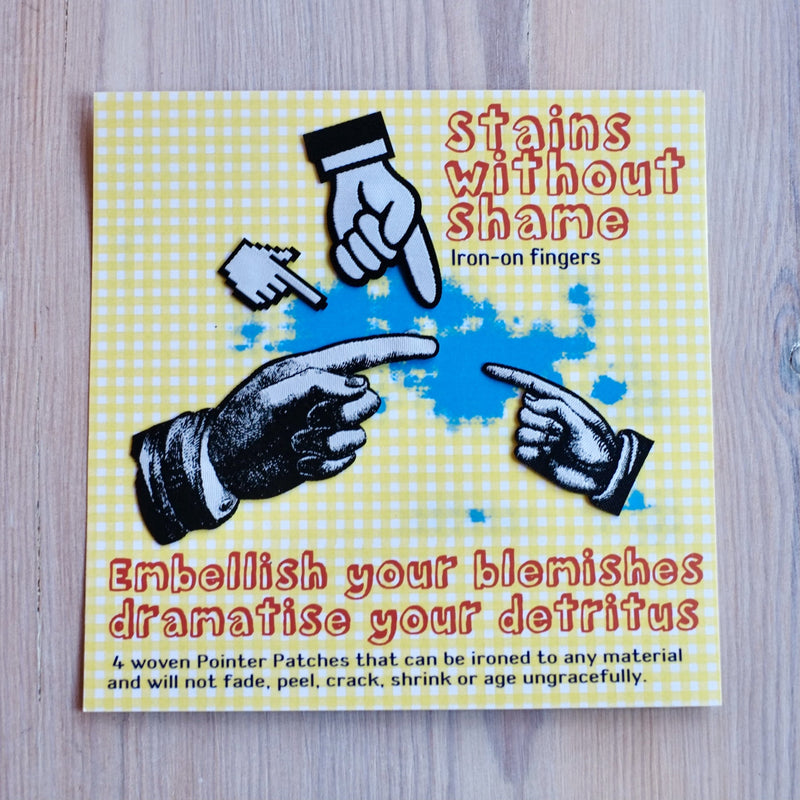 stains
without
shame
Iron-on fingers
Embellish your blemishes
dramatise your detritus
4 woven Pointer Patches that can be ironed to any material
and will not fade, peel, crack, shrink or age ungracefully.